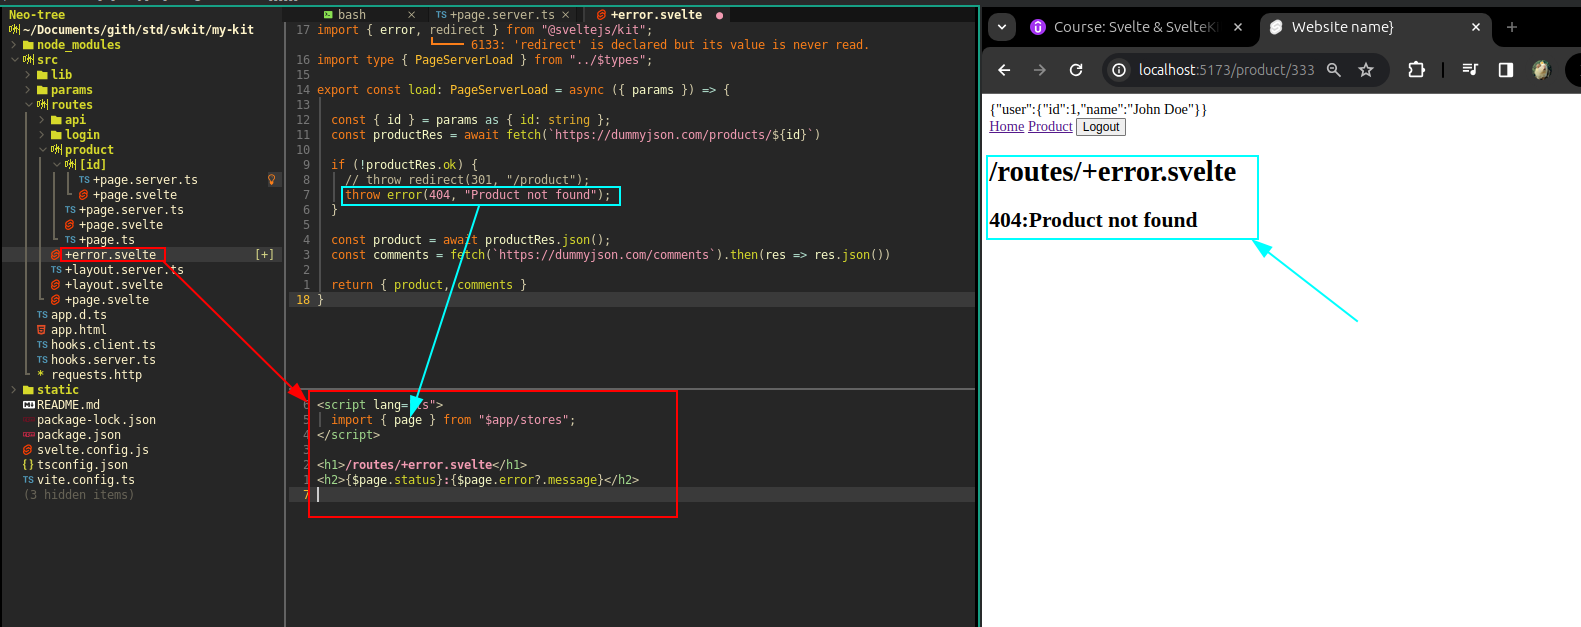 Neo-tree
~/Documents/gith/std/svkit/my-kit
node_modules
src
lib
params
routes
api
login
product
[id]
TS +page.server.ts
+page.svelte
TS +page.server.ts
+page.svelte
TS +page.ts
+error.svelte [+]
TS +layout.server.ts
+layout.svelte
+page.svelte
TS app.d.ts
app.html
TS hooks.client.ts
TS hooks.server.ts
* requests.http
static
README.md
package-lock.json
package.json
svelte.config.js
{} tsconfig.json
TS vite.config.ts
(3 hidden items)
bash × TS +page.server.ts × +error.svelte ●
17 import { error, redirect } from "@sveltejs/kit";
6133: 'redirect' is declared but its value is never read.
16 import type { PageServerLoad } from "../$types";
15
14 export const load: PageServerLoad = async ({ params }) => {
13
12 const { id } = params as { id: string };
11 const productRes = await fetch(`https://dummyjson.com/products/${id}`)
10
9 if (!productRes.ok) {
8 // throw redirect(301, "/product");
7 throw error(404, "Product not found");
6 }
5
4 const product = await productRes.json();
3 const comments = fetch(`https://dummyjson.com/comments`).then(res => res.json())
2
1 return { product, comments }
18 }
6 <script lang="ts">
5 import { page } from "$app/stores";
4 </script>
3
2 <h1>/routes/+error.svelte</h1>
1 <h2>{$page.status}:{$page.error?.message}</h2>
7
Course: Svelte & SvelteKi × Website name} × +
localhost:5173/product/333
{"user":{"id":1,"name":"John Doe"}}
Home Product Logout
/routes/+error.svelte
404:Product not found